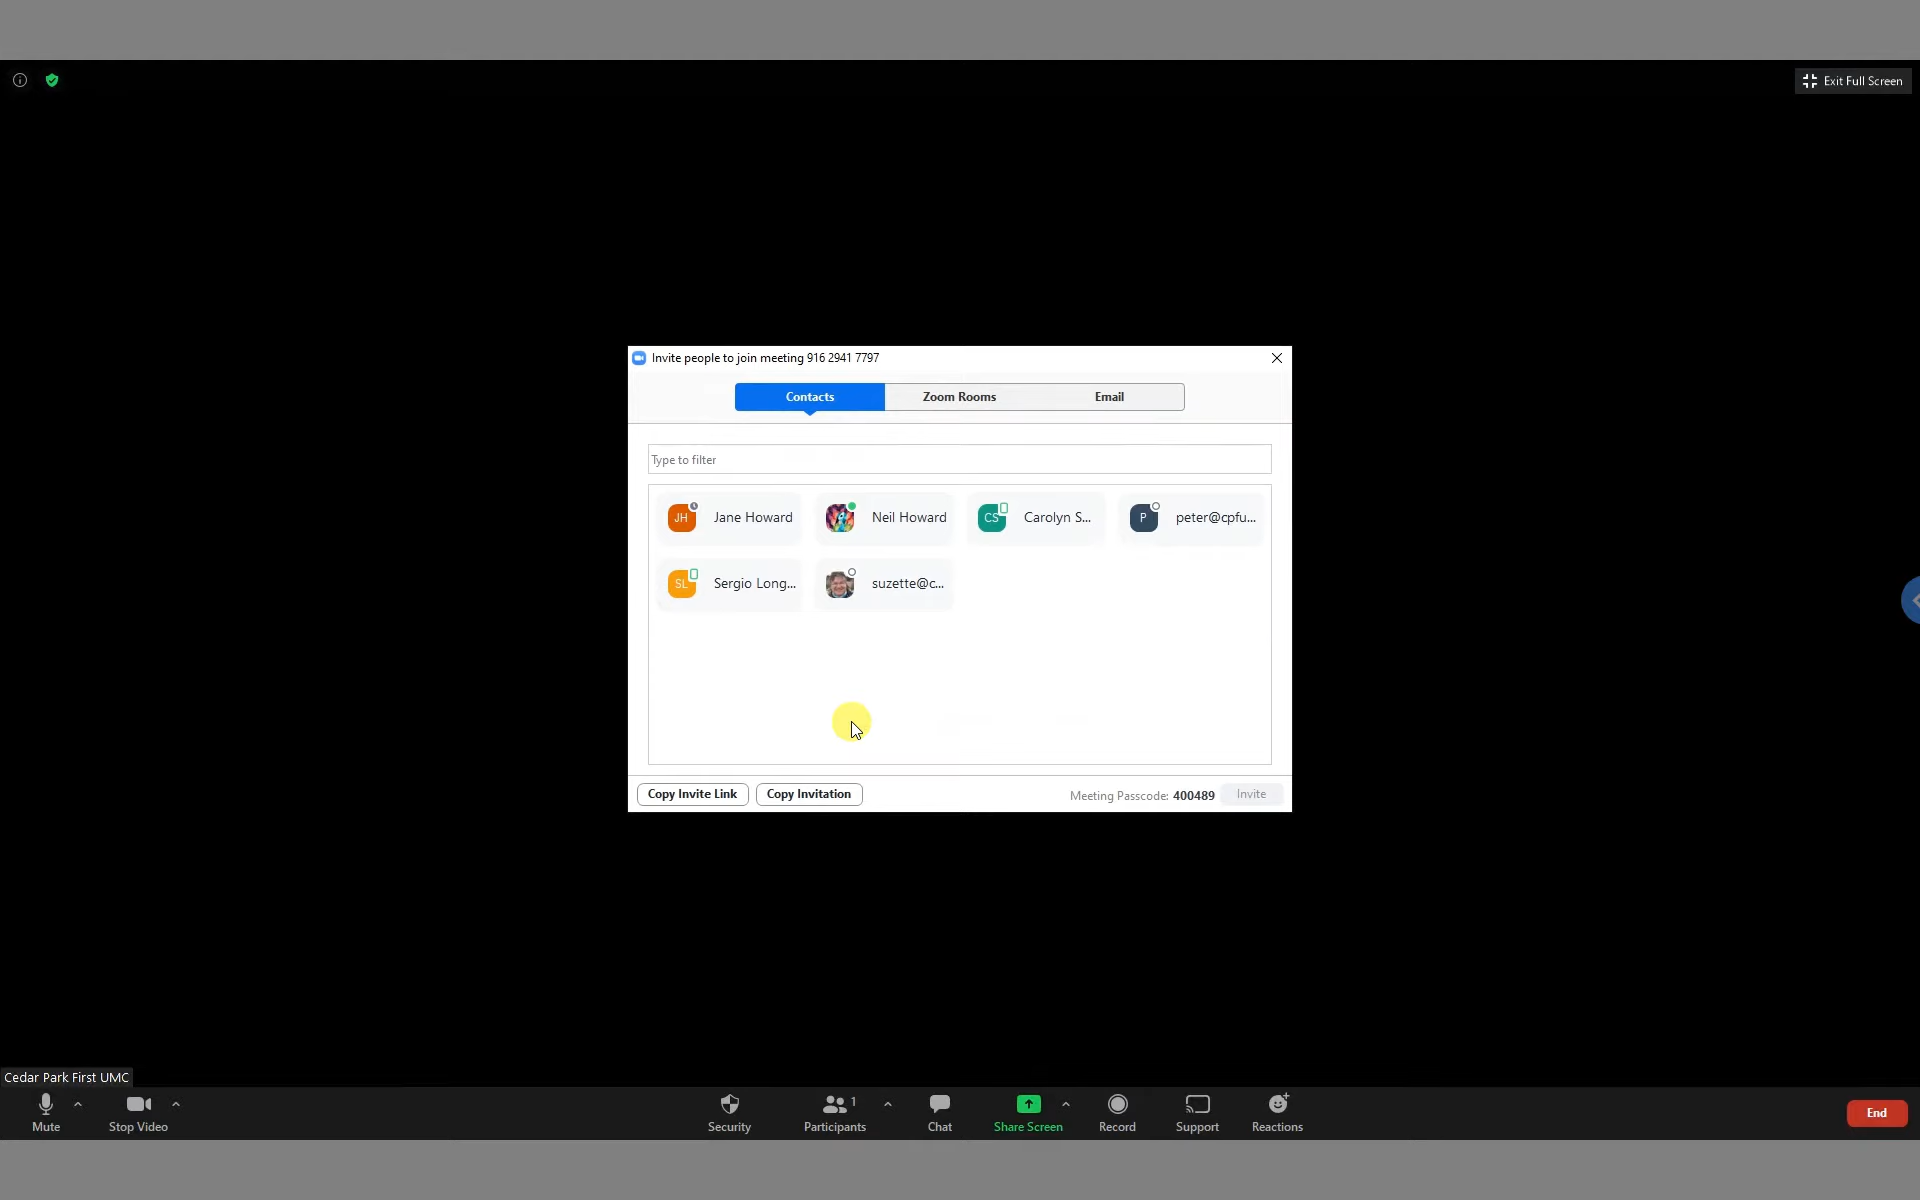 Exit Full Screen
Invite people to join meeting 916 2941 7797
Contacts
Zoom Rooms
Email
Type to filter
JH Jane Howard
Neil Howard
CS Carolyn S...
P peter@cpfu...
SL Sergio Long...
suzette@c...
Copy Invite Link
Copy Invitation
Meeting Passcode: 400489
Invite
Cedar Park First UMC
Mute
Stop Video
Security
1
Participants
Chat
Share Screen
Record
Support
Reactions
End